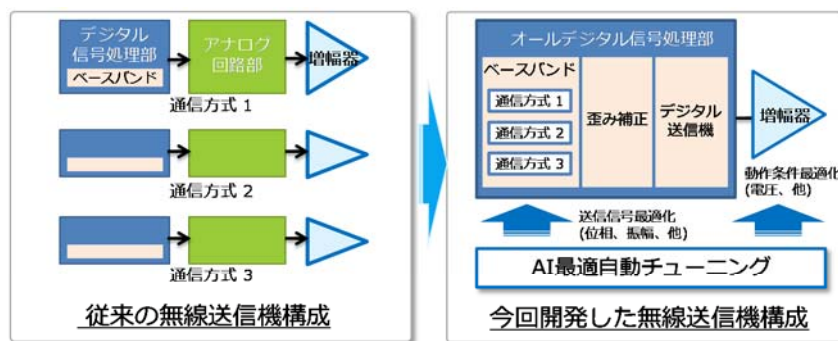 デジタル
信号処理部
ベースバンド
アナログ
回路部
増幅器
通信方式 1
通信方式 2
通信方式 3
従来の無線送信機構成
オールデジタル信号処理部
ベースバンド
通信方式 1
通信方式 2
通信方式 3
歪み補正
デジタル
送信機
増幅器
動作条件最適化
(電圧、他)
送信信号最適化
(位相、振幅、他)
AI最適自動チューニング
今回開発した無線送信機構成